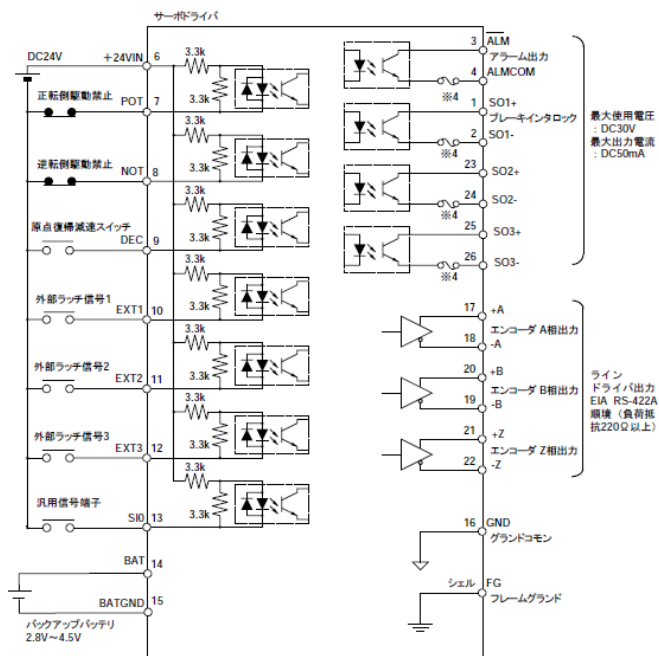 サーボドライバ
DC24V
+24VIN
6
3.3k
3.3k
正転側駆動禁止
POT
7
3.3k
3.3k
逆転側駆動禁止
NOT
8
3.3k
3.3k
原点復帰減速スイッチ
DEC
9
3.3k
3.3k
外部ラッチ信号1
EXT1
10
3.3k
3.3k
外部ラッチ信号2
EXT2
11
3.3k
3.3k
外部ラッチ信号3
EXT3
12
3.3k
3.3k
汎用信号端子
SI0
13
BAT
14
BATGND
15
バックアップバッテリ
2.8V～4.5V
3
ALM
アラーム出力
4
ALMCOM
※4
1
SO1+
ブレーキインタロック
2
SO1-
※4
23
SO2+
24
SO2-
※4
25
SO3+
26
SO3-
※4
最大使用電圧
：DC30V
最大出力電流
：DC50mA
17
+A
エンコーダ A相出力
18
-A
20
+B
エンコーダ B相出力
19
-B
21
+Z
エンコーダ Z相出力
22
-Z
ライン
ドライバ出力
EIA RS-422A
順境（負荷抵
抗220Ω以上）
16
GND
グランドコモン
シェル
FG
フレームグランド